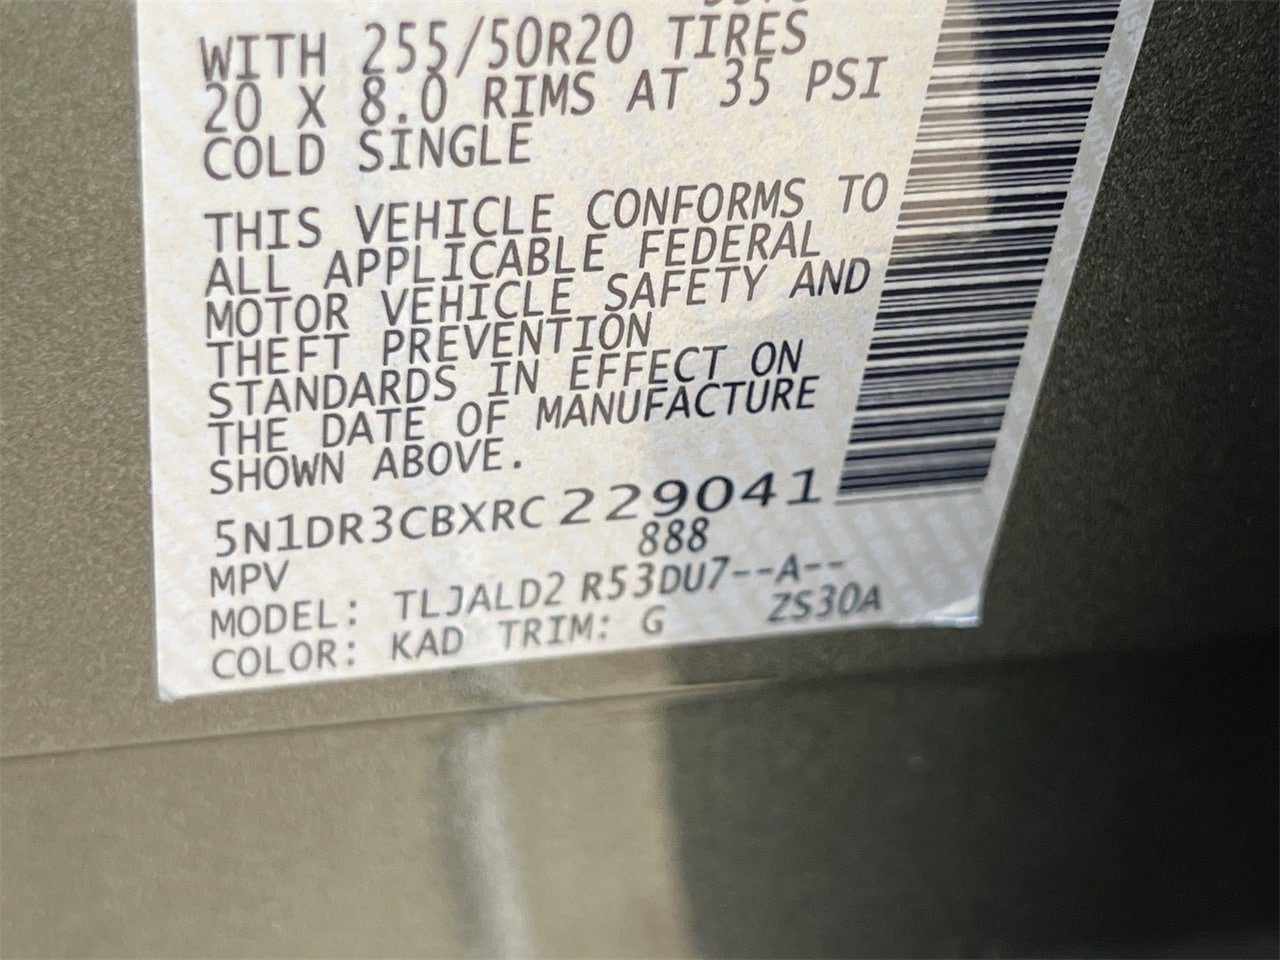 WITH 255/50R20 TIRES
20 X 8.0 RIMS AT 35 PSI
COLD SINGLE
THIS VEHICLE CONFORMS TO
ALL APPLICABLE FEDERAL
MOTOR VEHICLE SAFETY AND
THEFT PREVENTION
STANDARDS IN EFFECT ON
THE DATE OF MANUFACTURE
SHOWN ABOVE.
5N1DR3CBXRC229041
888
MPV
MODEL: TLJALD2 R53DU7--A--
COLOR: KAD TRIM: G ZS30A